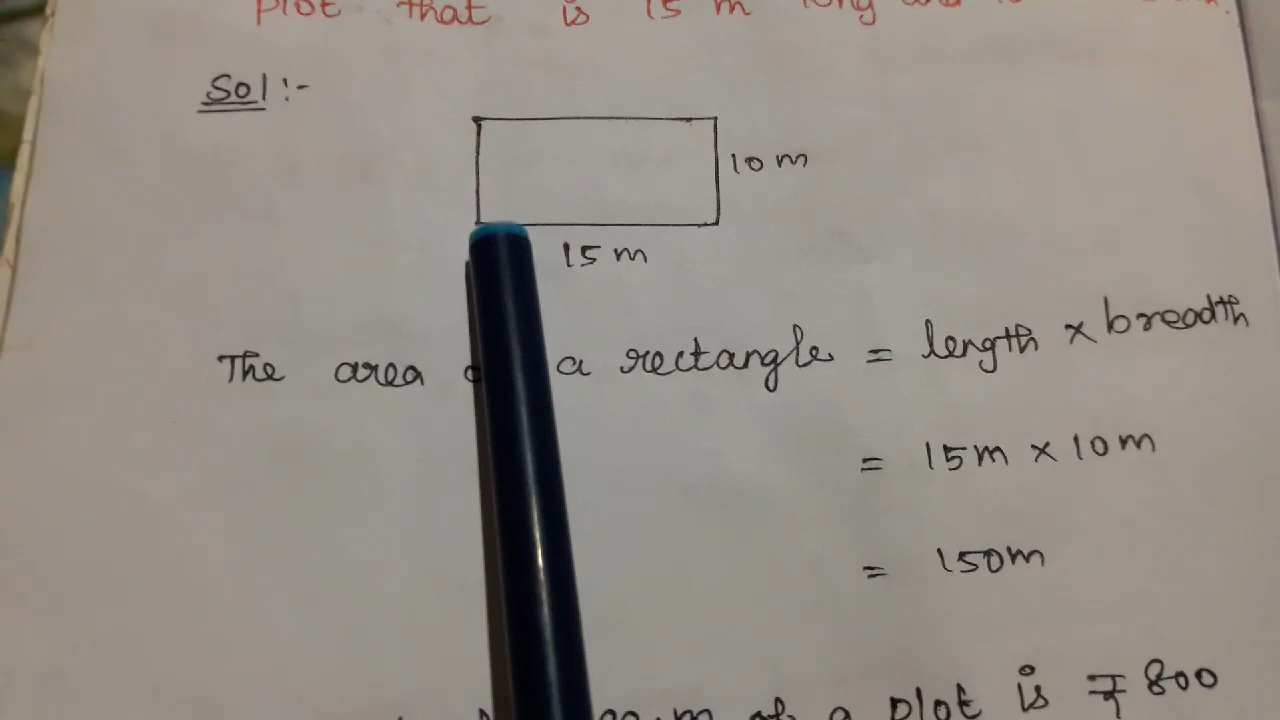 Plot that is 15 m long
Sol :-
10 m
15 m
The area a rectangle = length × breadth
= 15m × 10m
= 150m
of a plot is ₹ 800